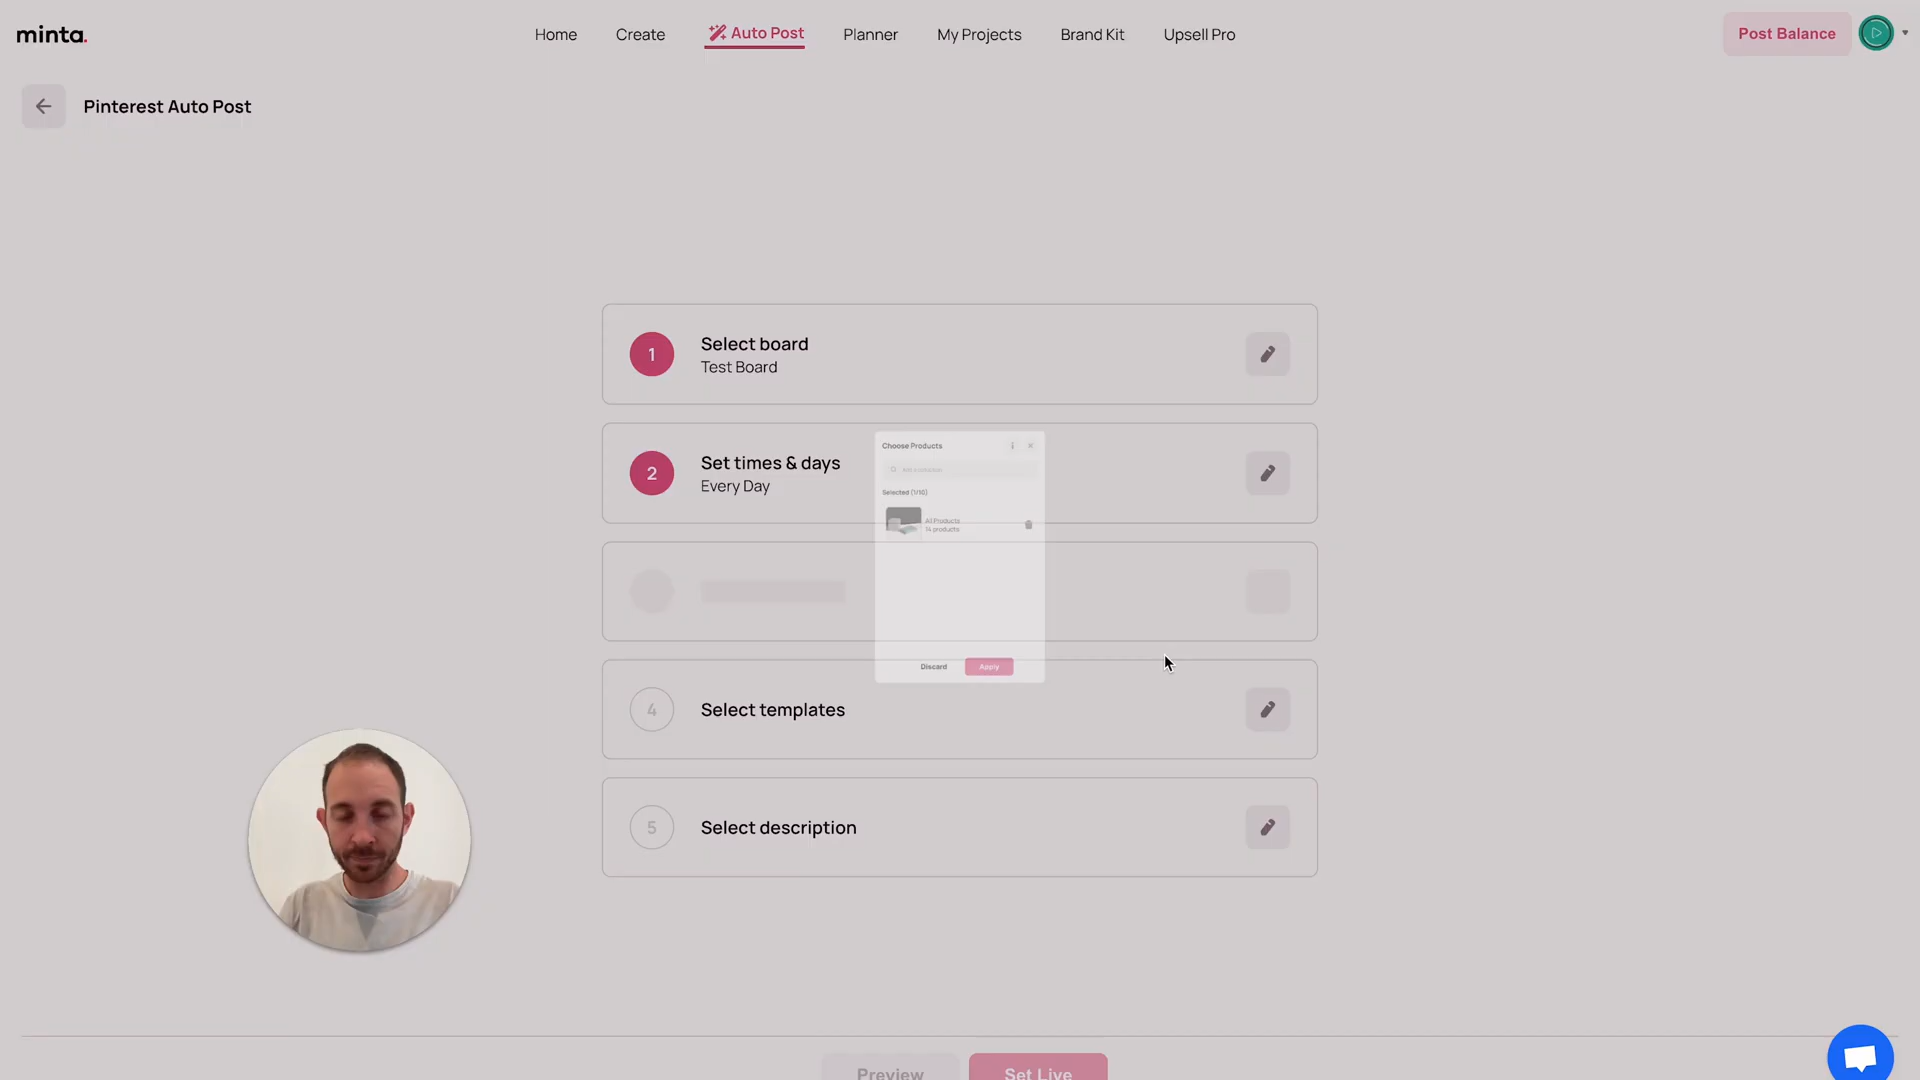 minta.
Home
Create
Auto Post
Planner
My Projects
Brand Kit
Upsell Pro
Post Balance
Pinterest Auto Post
1
Select board
Test Board
2
Set times & days
Every Day
Choose Products
Add a collection
Selected (1/10)
All Products
14 products
Discard
Apply
4
Select templates
5
Select description
Preview
Set Live